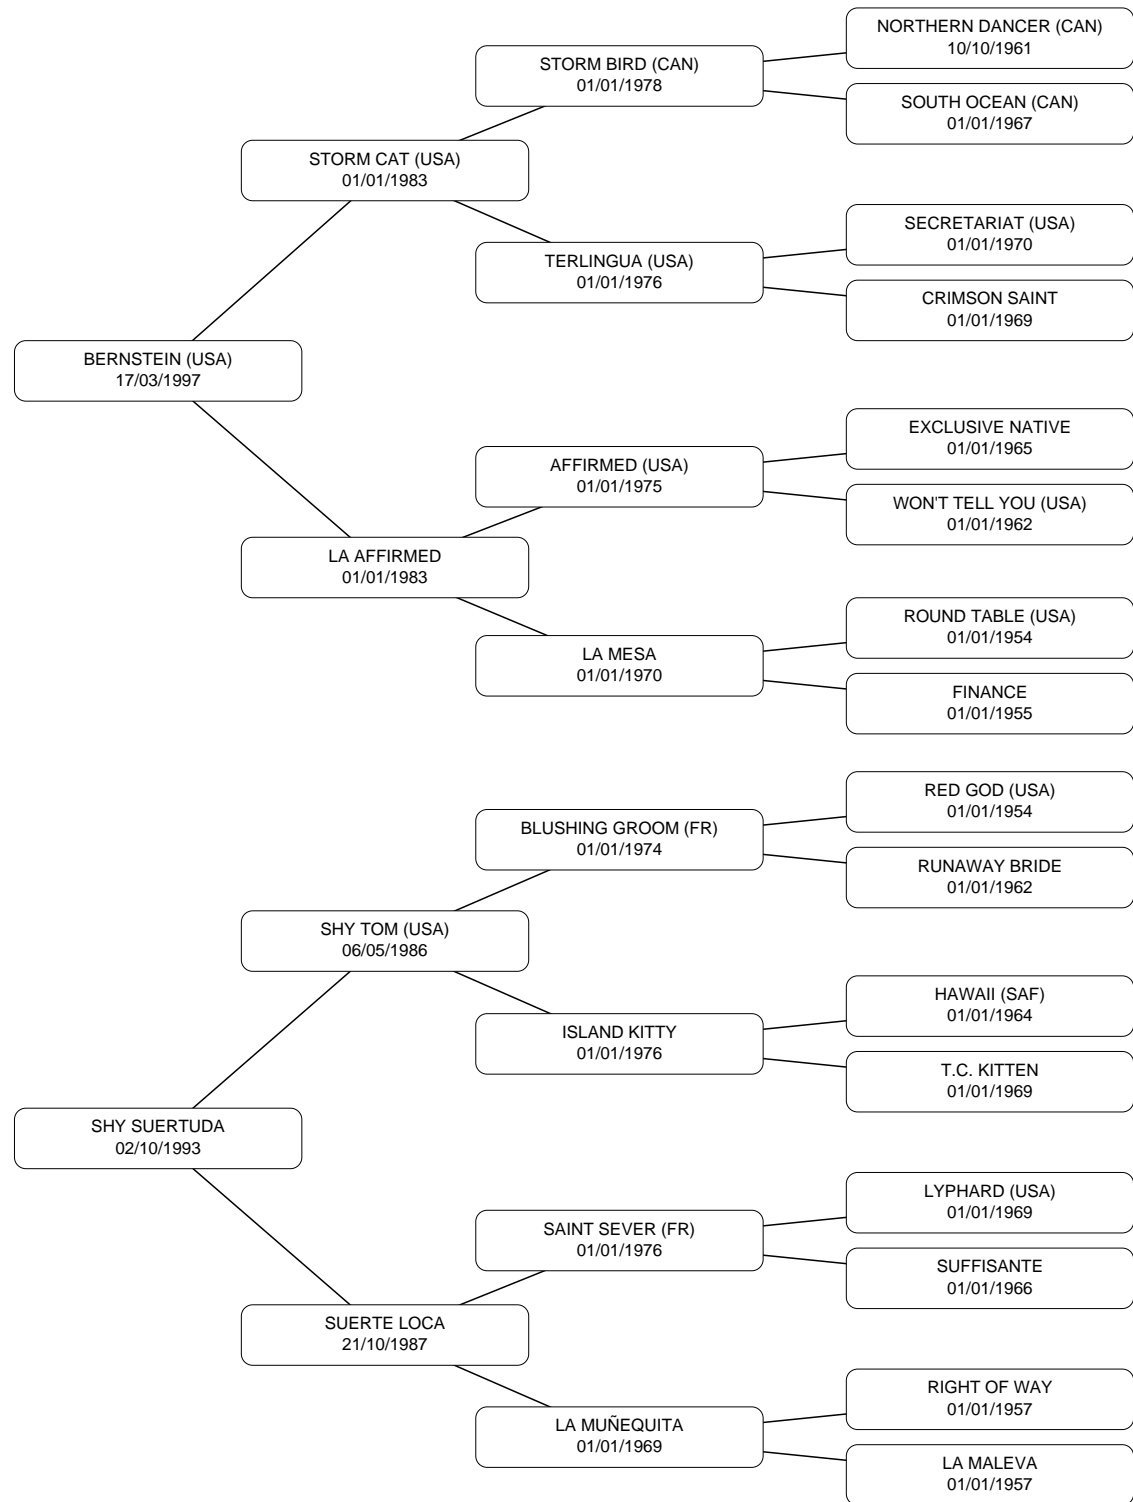 NORTHERN DANCER (CAN)
10/10/1961
STORM BIRD (CAN)
01/01/1978
SOUTH OCEAN (CAN)
01/01/1967
STORM CAT (USA)
01/01/1983
SECRETARIAT (USA)
01/01/1970
TERLINGUA (USA)
01/01/1976
CRIMSON SAINT
01/01/1969
BERNSTEIN (USA)
17/03/1997
EXCLUSIVE NATIVE
01/01/1965
AFFIRMED (USA)
01/01/1975
WON'T TELL YOU (USA)
01/01/1962
LA AFFIRMED
01/01/1983
ROUND TABLE (USA)
01/01/1954
LA MESA
01/01/1970
FINANCE
01/01/1955
RED GOD (USA)
01/01/1954
BLUSHING GROOM (FR)
01/01/1974
RUNAWAY BRIDE
01/01/1962
SHY TOM (USA)
06/05/1986
HAWAII (SAF)
01/01/1964
ISLAND KITTY
01/01/1976
T.C. KITTEN
01/01/1969
SHY SUERTUDA
02/10/1993
LYPHARD (USA)
01/01/1969
SAINT SEVER (FR)
01/01/1976
SUFFISANTE
01/01/1966
SUERTE LOCA
21/10/1987
RIGHT OF WAY
01/01/1957
LA MUÑEQUITA
01/01/1969
LA MALEVA
01/01/1957